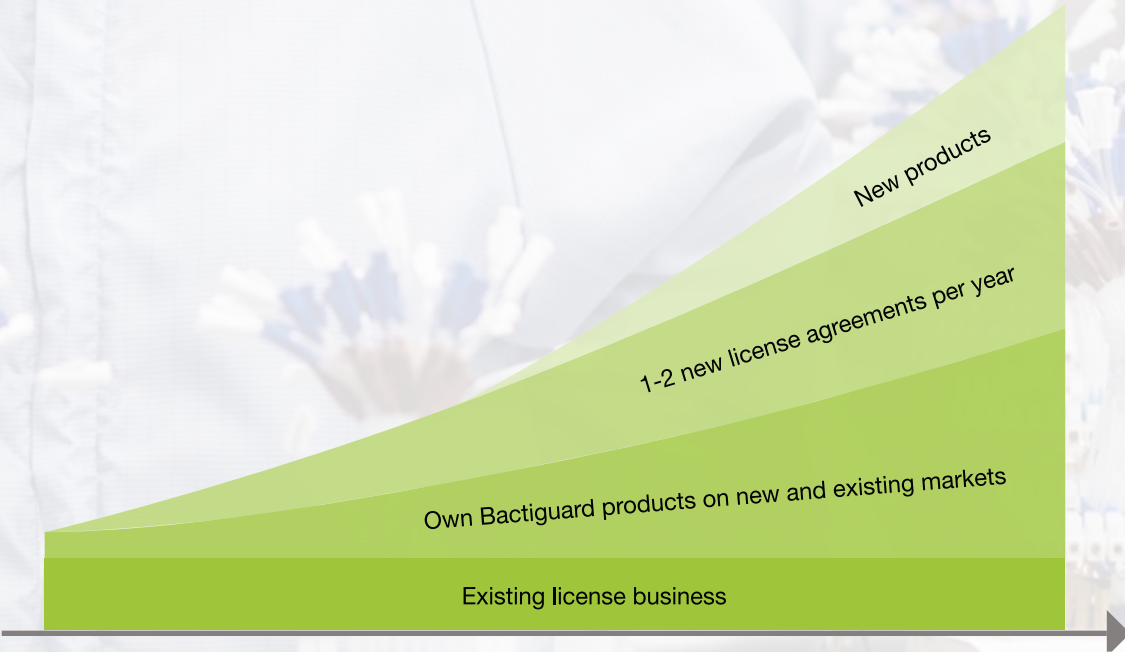 New products
1-2 new license agreements per year
Own Bactiguard products on new and existing markets
Existing license business